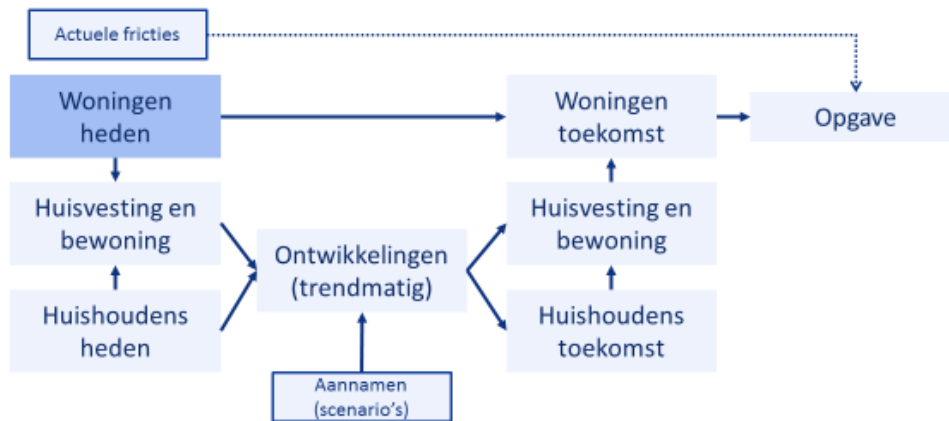 Actuele fricties
Woningen
heden
Woningen
toekomst
Opgave
Huisvesting en
bewoning
Ontwikkelingen
(trendmatig)
Huisvesting en
bewoning
Huishoudens
heden
Huishoudens
toekomst
Aannamen
(scenario's)